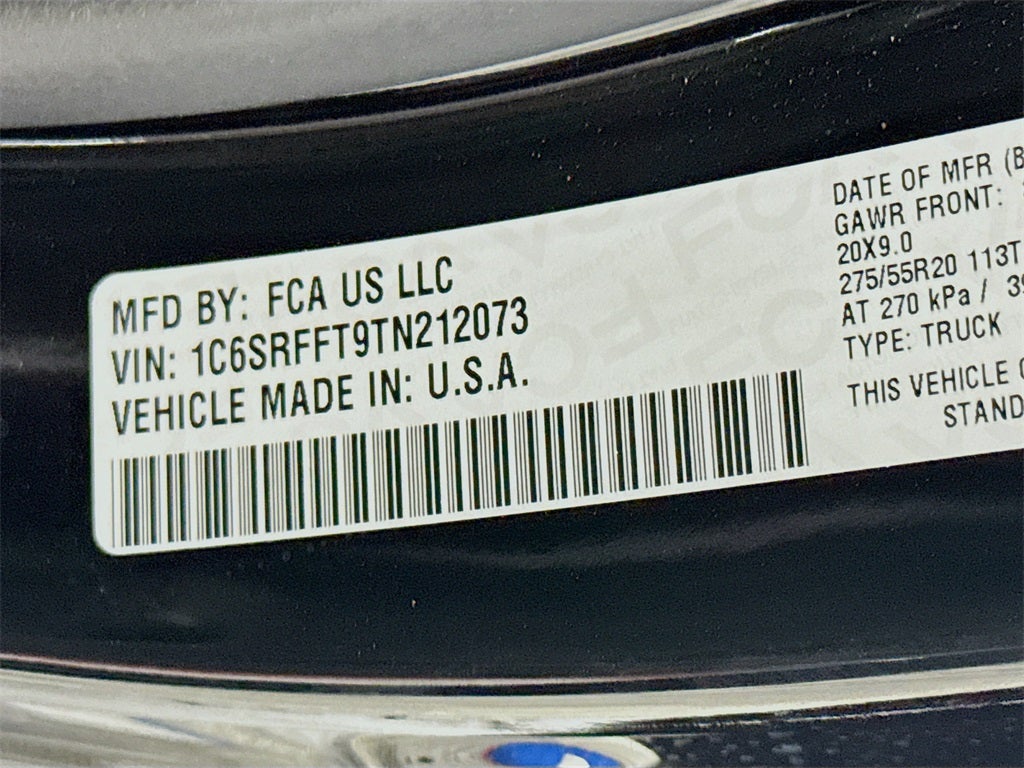 MFD BY: FCA US LLC
VIN: 1C6SRFFT9TN212073
VEHICLE MADE IN: U.S.A.
DATE OF MFR (B
GAWR FRONT:
20X9.0
275/55R20 113T
AT 270 kPa / 39
TYPE: TRUCK
THIS VEHICLE
STAND